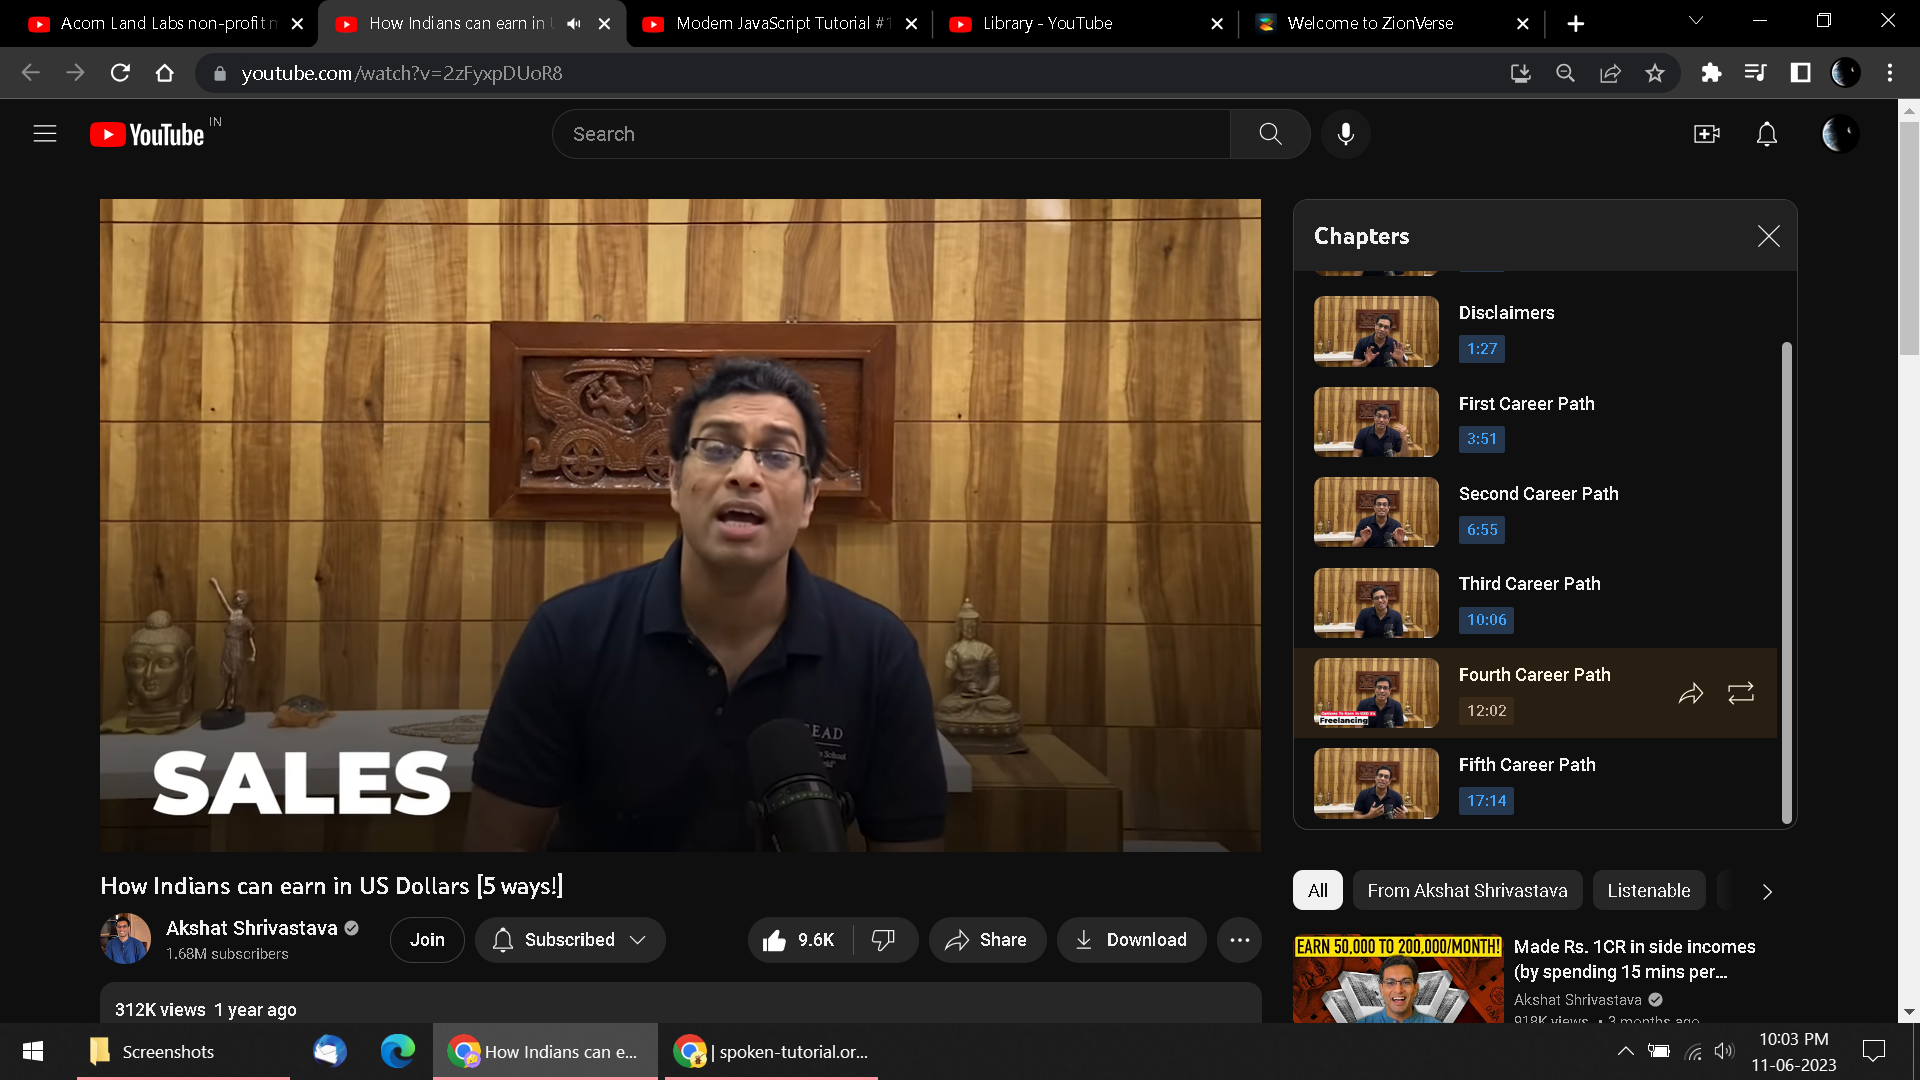 Acorn Land Labs non-profit
How Indians can earn in
Modern JavaScript Tutorial #1
Library - YouTube
Welcome to ZionVerse
youtube.com/watch?v=2zFyxpDUoR8
YouTube IN
Search
Chapters
Disclaimers
1:27
First Career Path
3:51
Second Career Path
6:55
Third Career Path
10:06
Fourth Career Path
12:02
Freelancing
Fifth Career Path
17:14
EAD
SALES
How Indians can earn in US Dollars [5 ways!]
Akshat Shrivastava
1.68M subscribers
Join
Subscribed
9.6K
Share
Download
312K views 1 year ago
All
From Akshat Shrivastava
Listenable
EARN 50,000 TO 200,000/MONTH!
Made Rs. 1CR in side incomes
(by spending 15 mins per...
Akshat Shrivastava
918K views • 3 months ago
Screenshots
How Indians can e...
| spoken-tutorial.or...
10:03 PM
11-06-2023